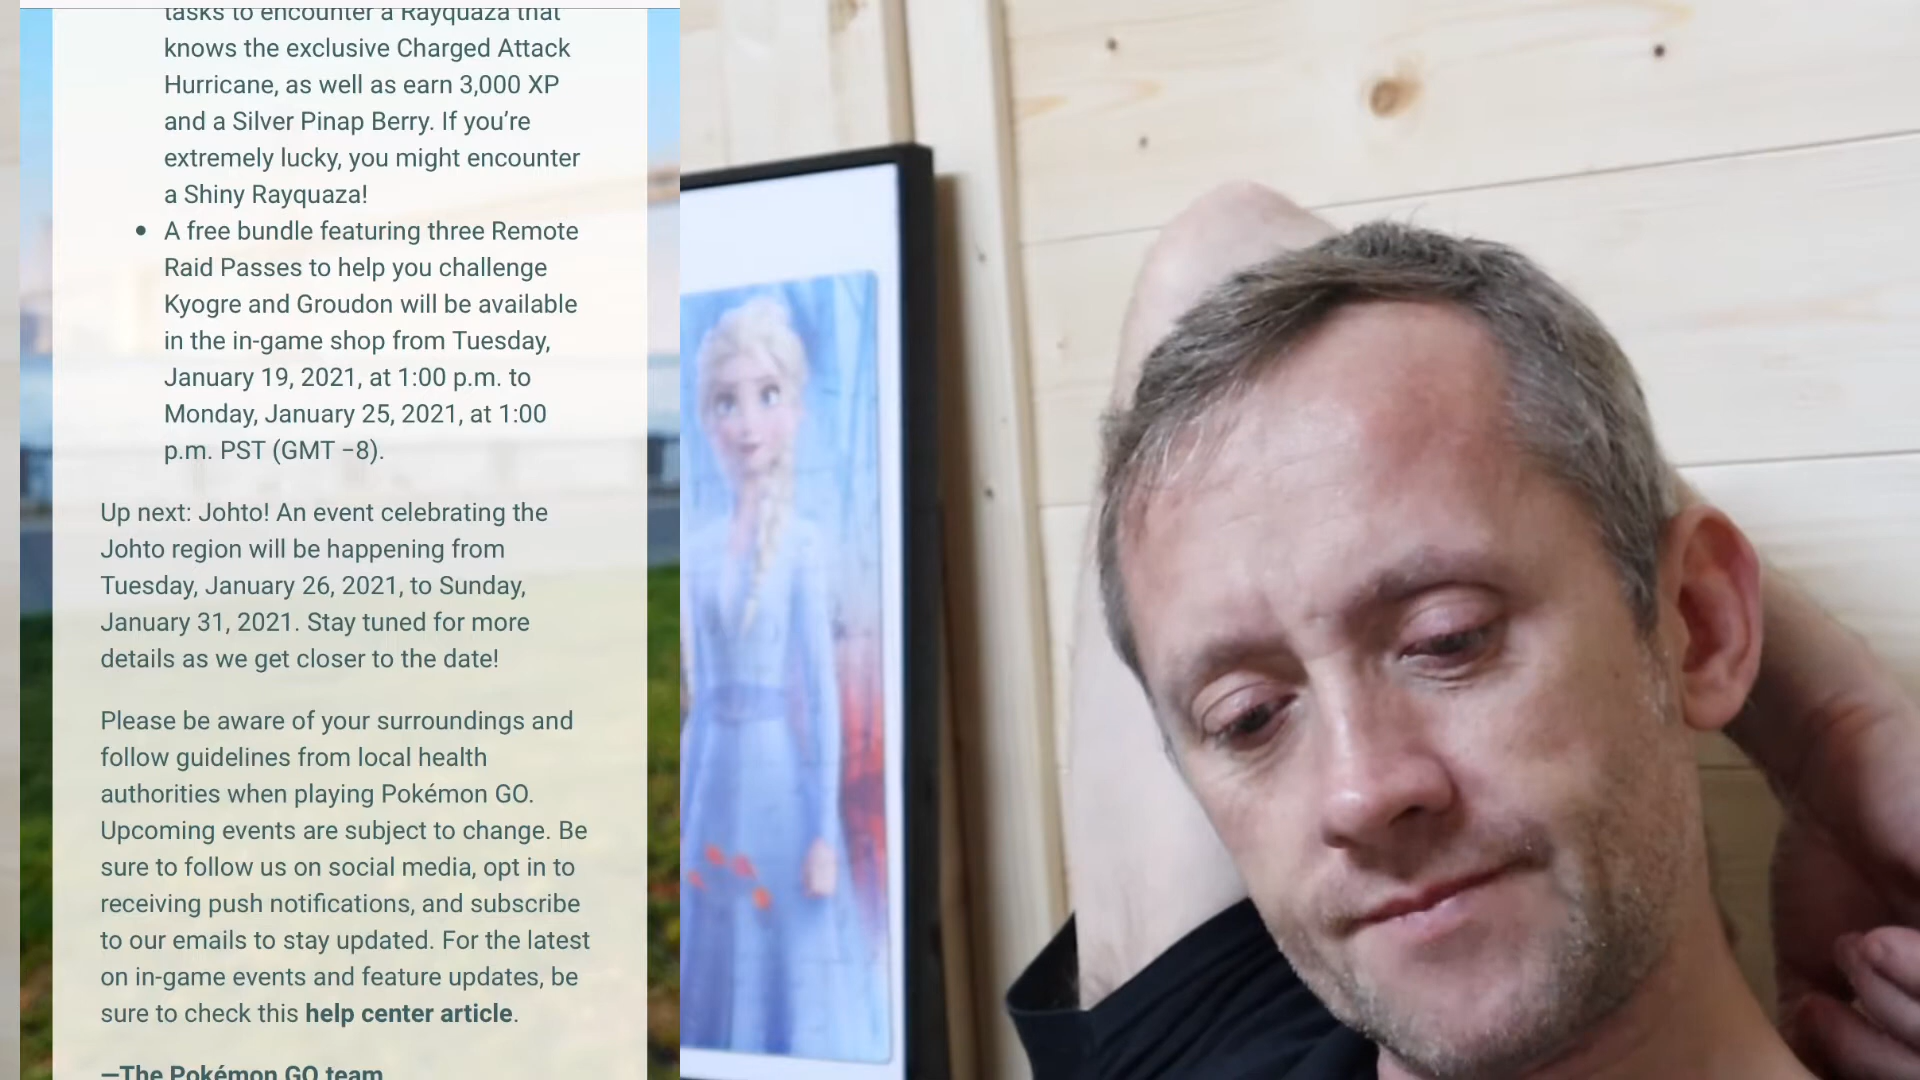 tasks to encounter a Rayquaza that
knows the exclusive Charged Attack
Hurricane, as well as earn 3,000 XP
and a Silver Pinap Berry. If you’re
extremely lucky, you might encounter
a Shiny Rayquaza!
• A free bundle featuring three Remote
Raid Passes to help you challenge
Kyogre and Groudon will be available
in the in-game shop from Tuesday,
January 19, 2021, at 1:00 p.m. to
Monday, January 25, 2021, at 1:00
p.m. PST (GMT −8).
Up next: Johto! An event celebrating the
Johto region will be happening from
Tuesday, January 26, 2021, to Sunday,
January 31, 2021. Stay tuned for more
details as we get closer to the date!
Please be aware of your surroundings and
follow guidelines from local health
authorities when playing Pokémon GO.
Upcoming events are subject to change. Be
sure to follow us on social media, opt in to
receiving push notifications, and subscribe
to our emails to stay updated. For the latest
on in-game events and feature updates, be
sure to check this help center article.
—The Pokémon GO team